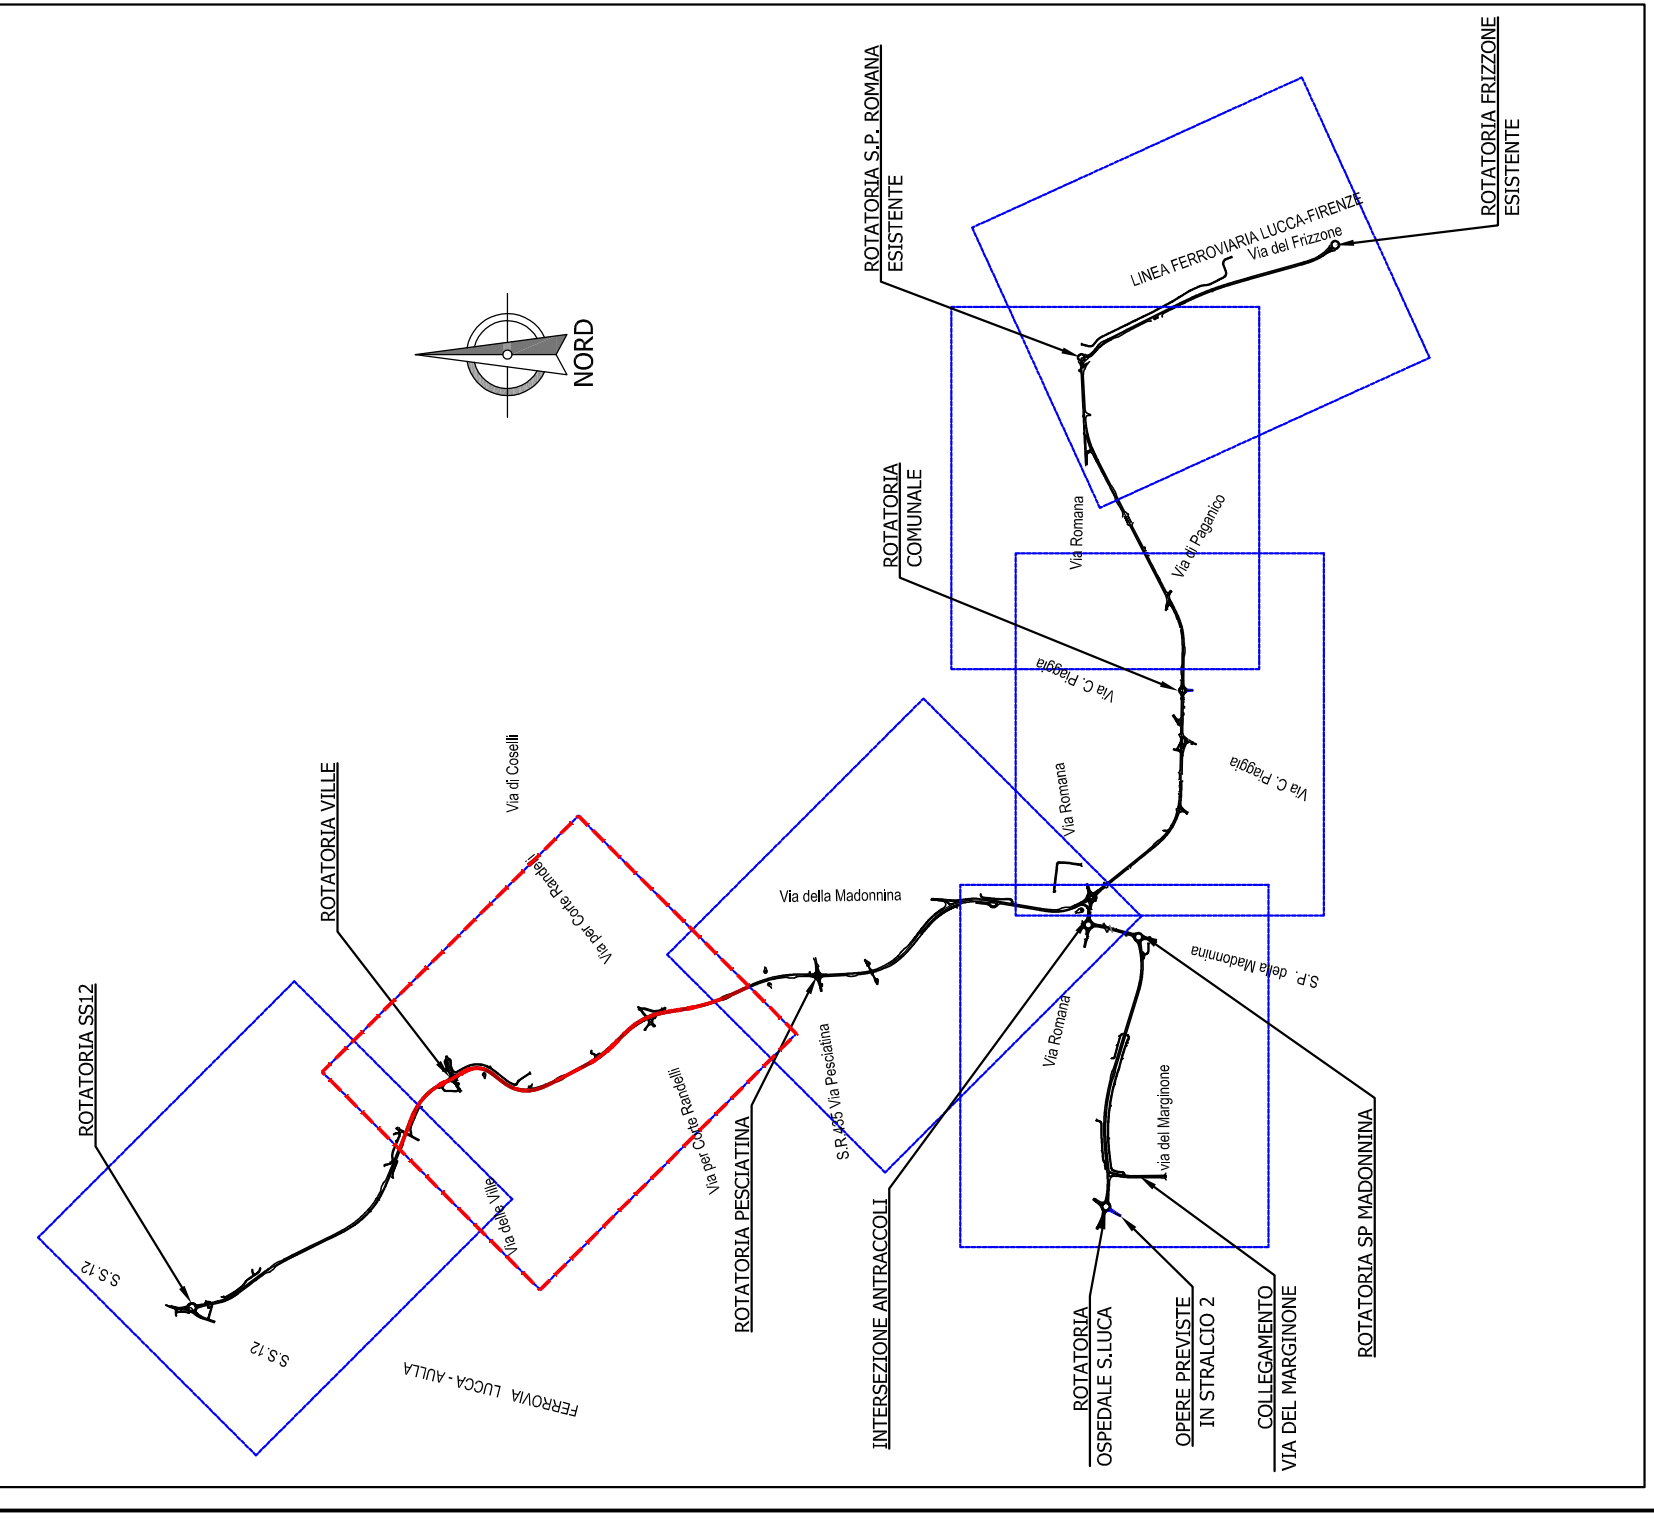 ROTATORIA SS12
S.S.12
S.S.12
FERROVIA LUCCA - AULLA
ROTATORIA VILLE
Via di Coselli
Via per Corte Randelli
Via per Corte Randelli
Via delle Ville
NORD
ROTATORIA PESCIATINA
S.R.435 Via Pesciatina
Via della Madonnina
INTERSEZIONE ANTRACCOLI
ROTATORIA S.P. ROMANA
ESISTENTE
ROTATORIA
COMUNALE
LINEA FERROVIARIA LUCCA-FIRENZE
Via del Frizzone
ROTATORIA FRIZZONE
ESISTENTE
Via Romana
Via di Paganico
Via C. Piaggia
Via C. Piaggia
Via Romana
S.P. della Madonnina
Via Romana
via del Marginone
ROTATORIA
OSPEDALE S.LUCA
OPERE PREVISTE
IN STRALCIO 2
COLLEGAMENTO
VIA DEL MARGINONE
ROTATORIA SP MADONNINA